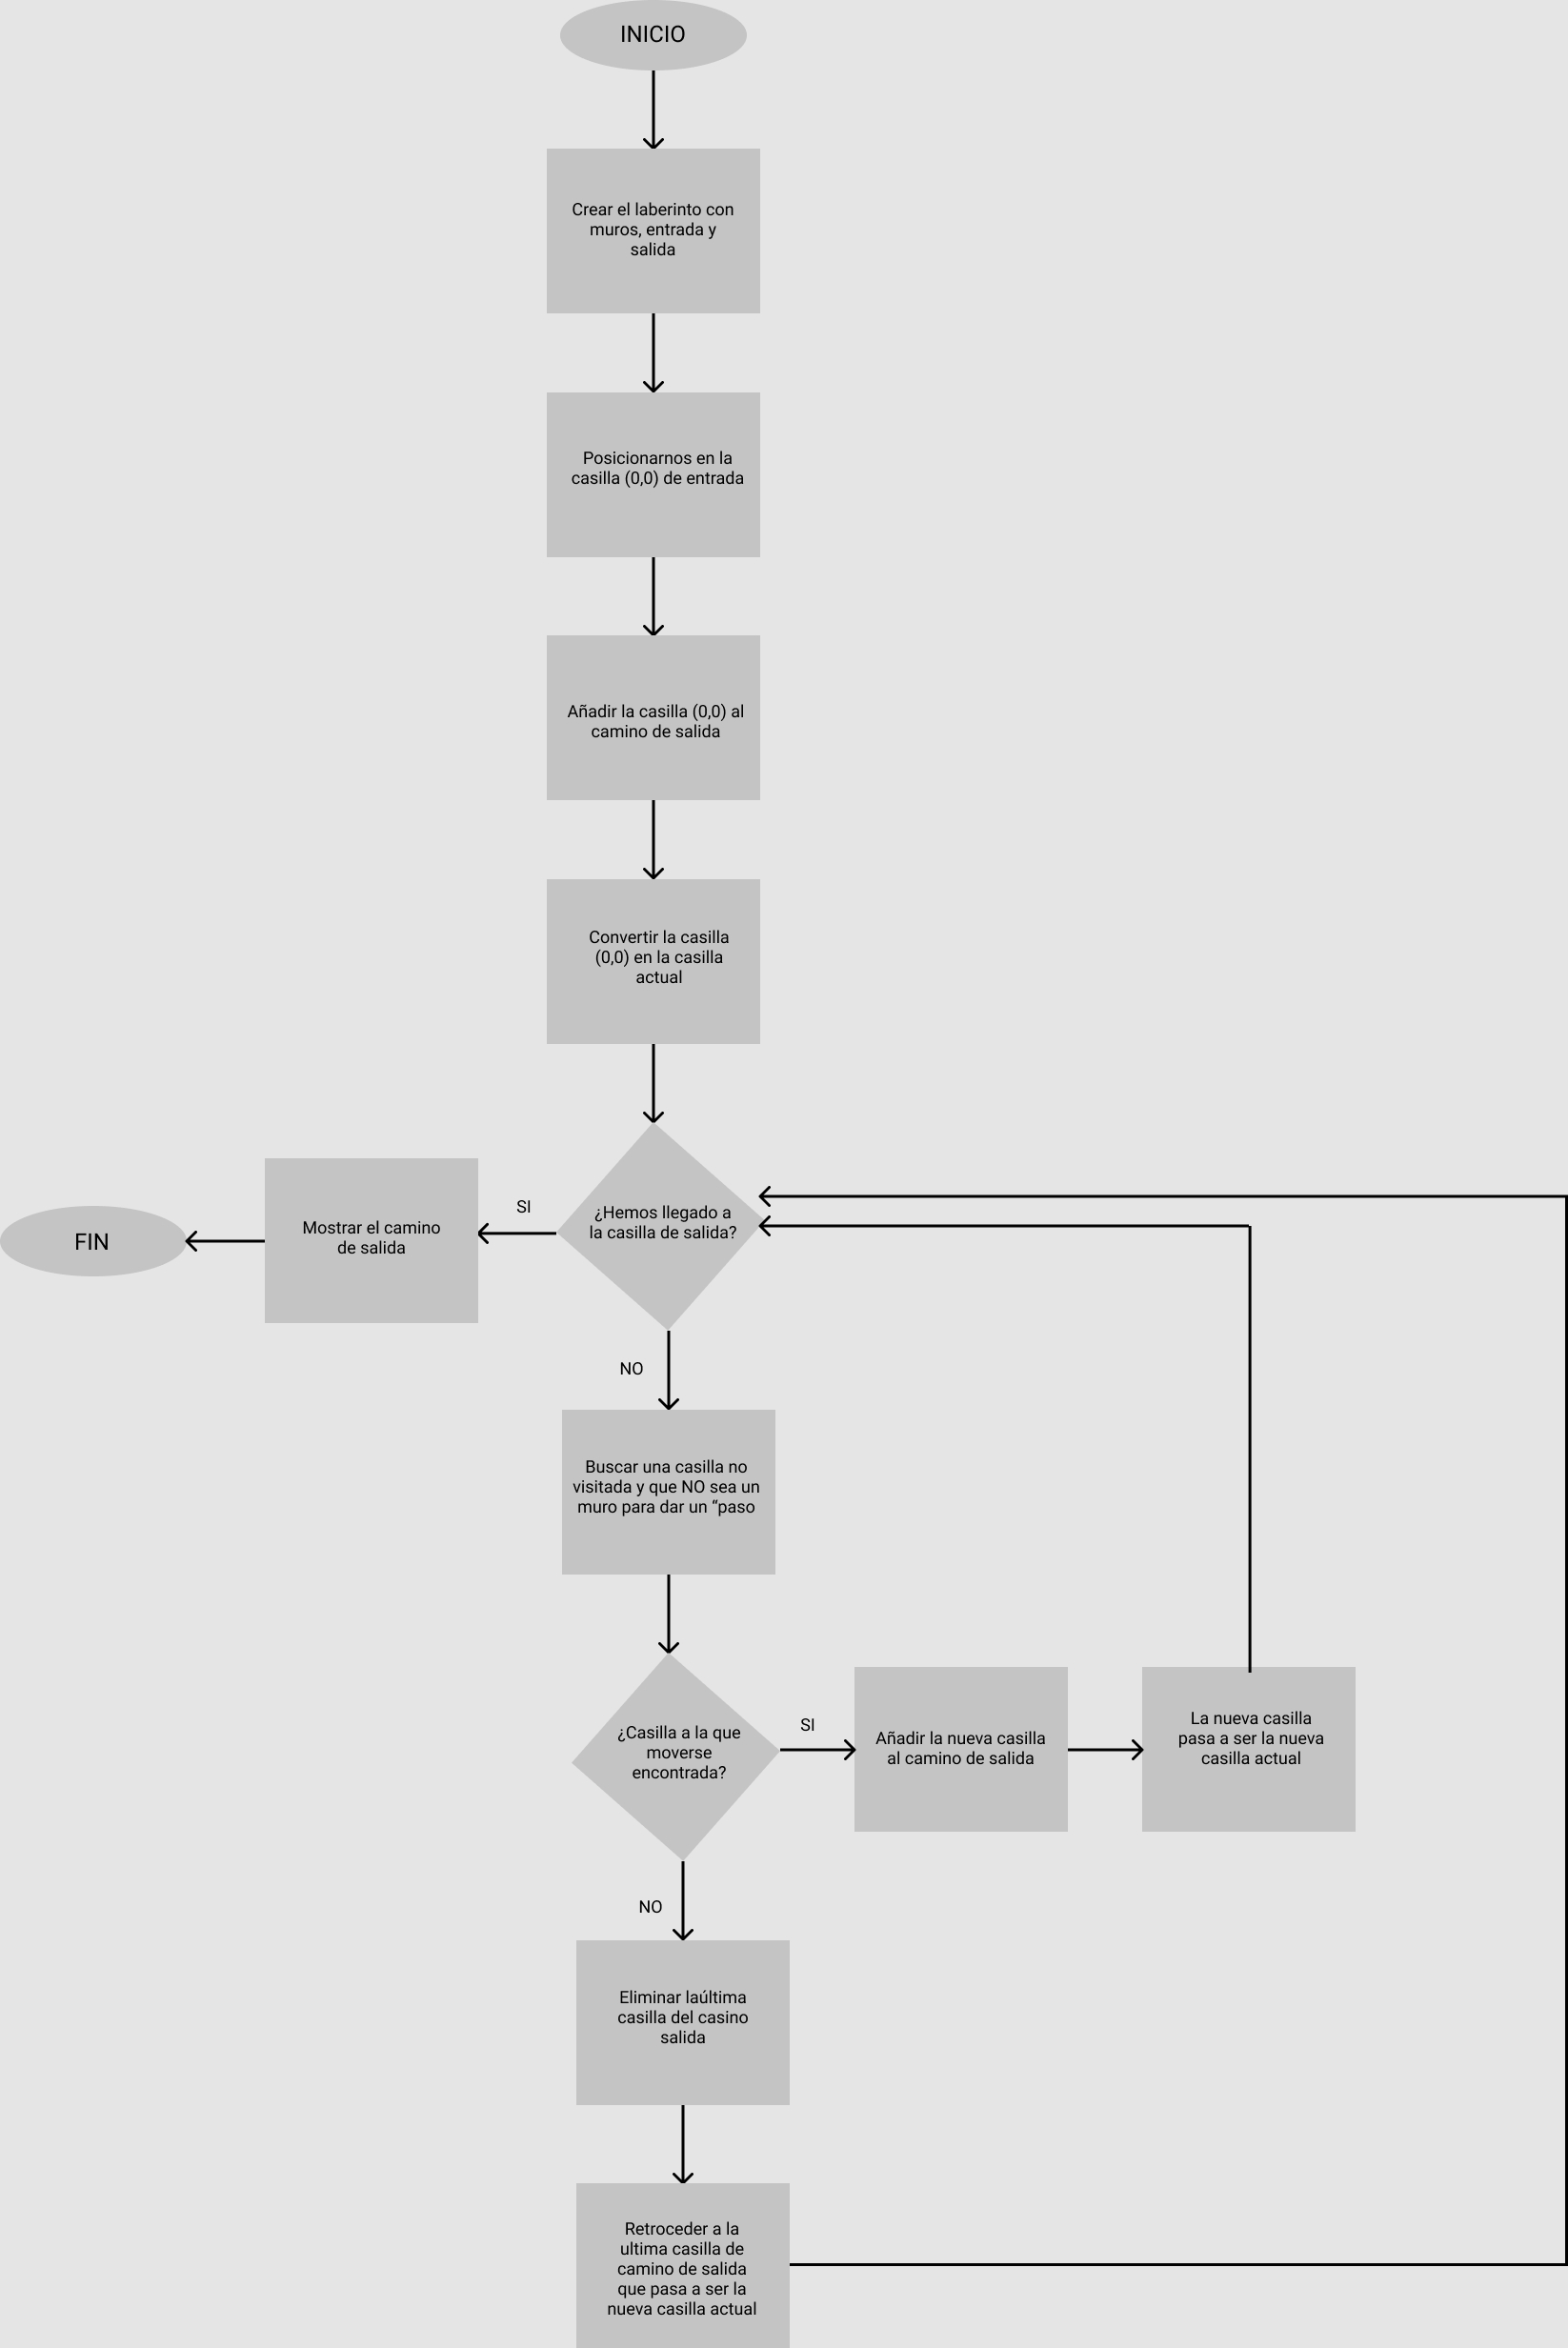 INICIO
Crear el laberinto con
muros, entrada y
salida
Posicionarnos en la
casilla (0,0) de entrada
Añadir la casilla (0,0) al
camino de salida
Convertir la casilla
(0,0) en la casilla
actual
¿Hemos llegado a
la casilla de salida?
SI
Mostrar el camino
de salida
FIN
NO
Buscar una casilla no
visitada y que NO sea un
muro para dar un “paso
¿Casilla a la que
moverse
encontrada?
SI
Añadir la nueva casilla
al camino de salida
La nueva casilla
pasa a ser la nueva
casilla actual
NO
Eliminar laúltima
casilla del casino
salida
Retroceder a la
ultima casilla de
camino de salida
que pasa a ser la
nueva casilla actual